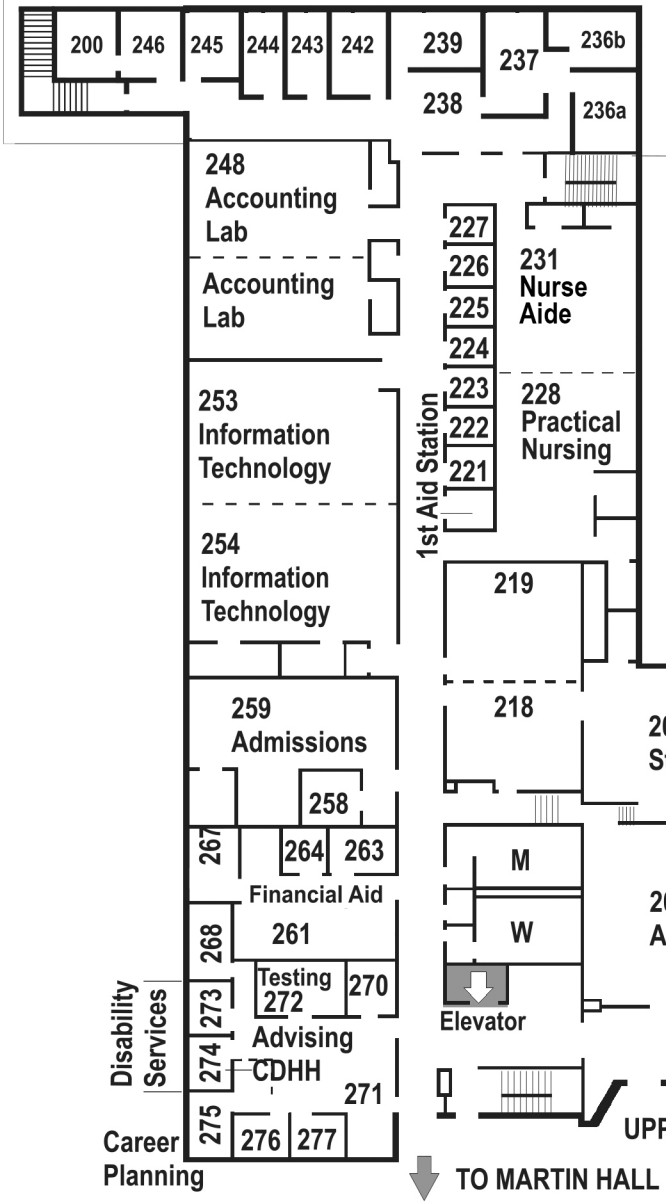 200
246
245
244
243
242
239
237
236b
238
236a
248
Accounting
Lab
Accounting
Lab
227
226
225
224
223
222
221
1st Aid Station
231
Nurse
Aide
228
Practical
Nursing
253
Information
Technology
254
Information
Technology
219
218
259
Admissions
258
267
264
263
Financial Aid
261
268
Testing
272
270
273
Disability
Services
274
Advising
CDHH
271
275
276
277
Career
Planning
M
W
Elevator
TO MARTIN HALL